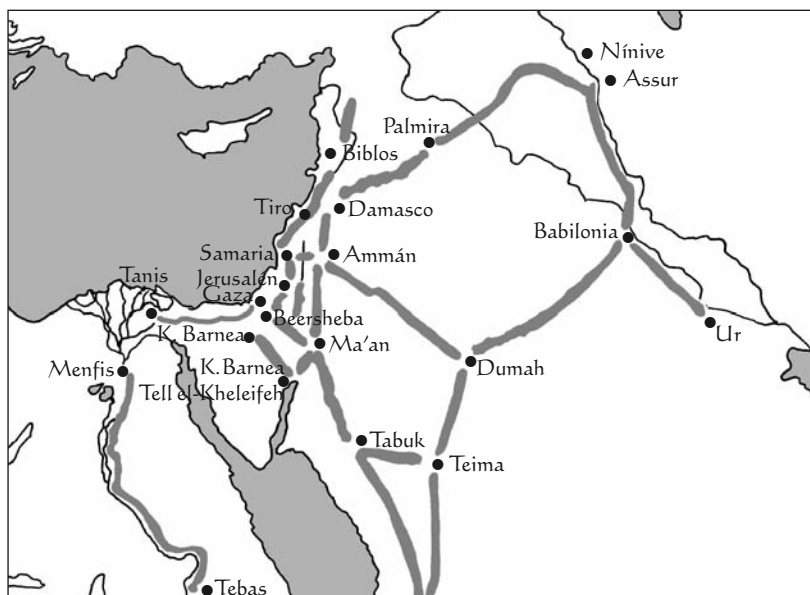 Nínive
Assur
Palmira
Biblos
Tiro
Damasco
Babilonia
Samaria
Ammán
Jerusalén
Tanis
Gaza
Beersheba
K. Barnea
Ma'an
Ur
K. Barnea
Dumah
Menfis
Tell el-Kheleifeh
Tabuk
Teima
Tebas